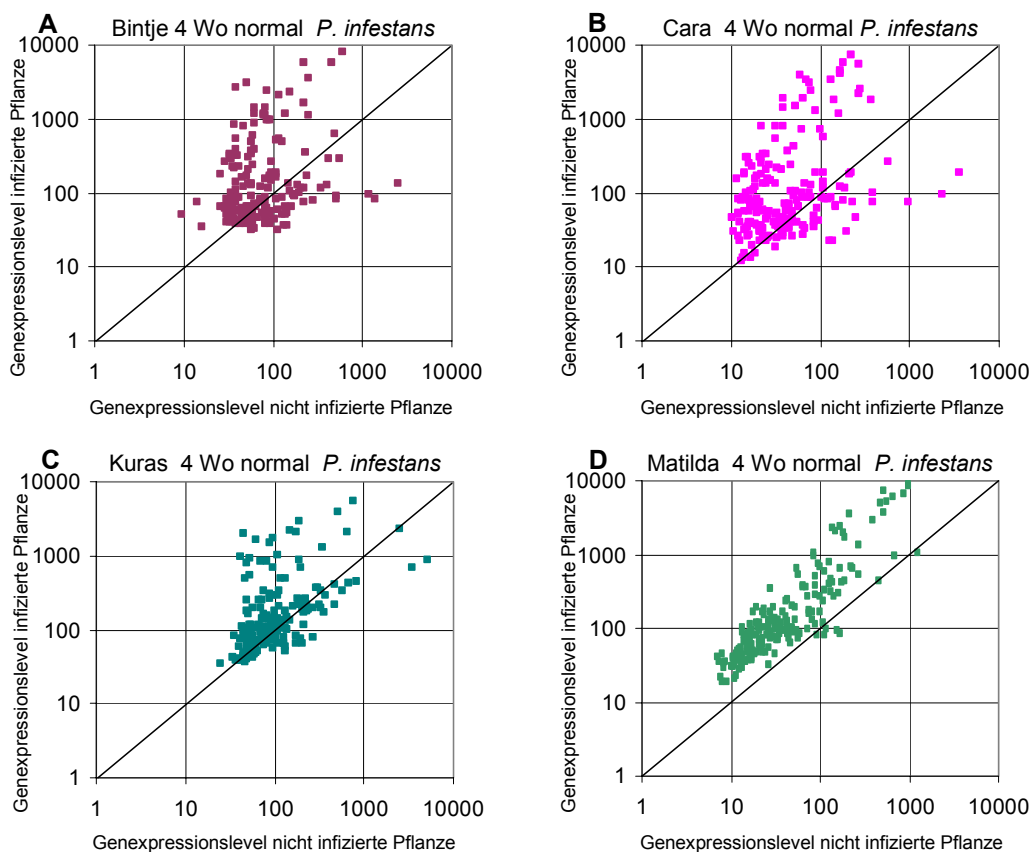 A Bintje 4 Wo normal P. infestans
Genexpressionslevel infizierte Pflanze
10000
1000
100
10
1
1 10 100 1000 10000
Genexpressionslevel nicht infizierte Pflanze
B Cara 4 Wo normal P. infestans
Genexpressionslevel infizierte Pflanze
10000
1000
100
10
1
1 10 100 1000 10000
Genexpressionslevel nicht infizierte Pflanze
C Kuras 4 Wo normal P. infestans
Genexpressionslevel infizierte Pflanze
10000
1000
100
10
1
1 10 100 1000 10000
Genexpressionslevel nicht infizierte Pflanze
D Matilda 4 Wo normal P. infestans
Genexpressionslevel infizierte Pflanze
10000
1000
100
10
1
1 10 100 1000 10000
Genexpressionslevel nicht infizierte Pflanze